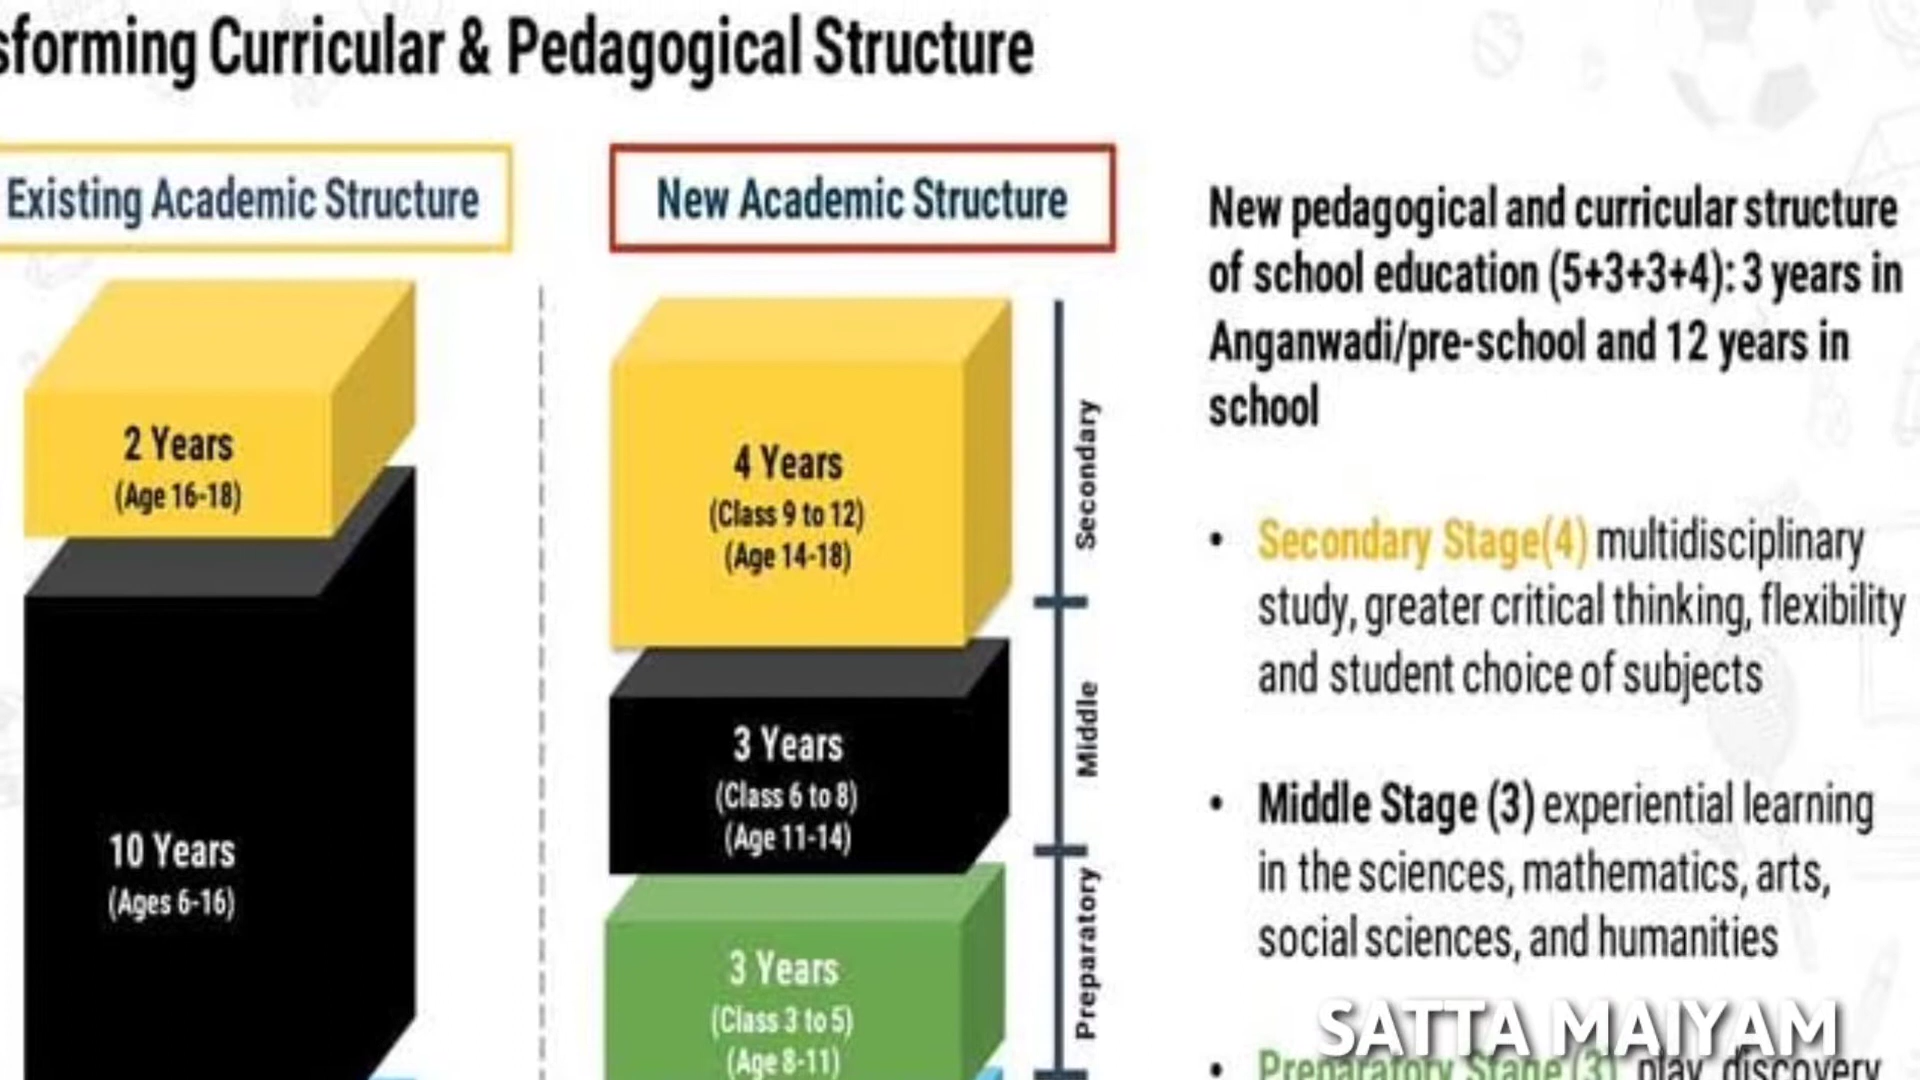 sforming Curricular & Pedagogical Structure
Existing Academic Structure
2 Years
(Age 16-18)
10 Years
(Ages 6-16)
New Academic Structure
4 Years
(Class 9 to 12)
(Age 14-18)
Secondary
3 Years
(Class 6 to 8)
(Age 11-14)
Middle
3 Years
(Class 3 to 5)
(Age 8-11)
Preparatory
New pedagogical and curricular structure
of school education (5+3+3+4): 3 years in
Anganwadi/pre-school and 12 years in
school
• Secondary Stage(4) multidisciplinary
study, greater critical thinking, flexibility
and student choice of subjects
• Middle Stage (3) experiential learning
in the sciences, mathematics, arts,
social sciences, and humanities
SATTA MAIYAM
• Preparatory Stage (3) play, discovery